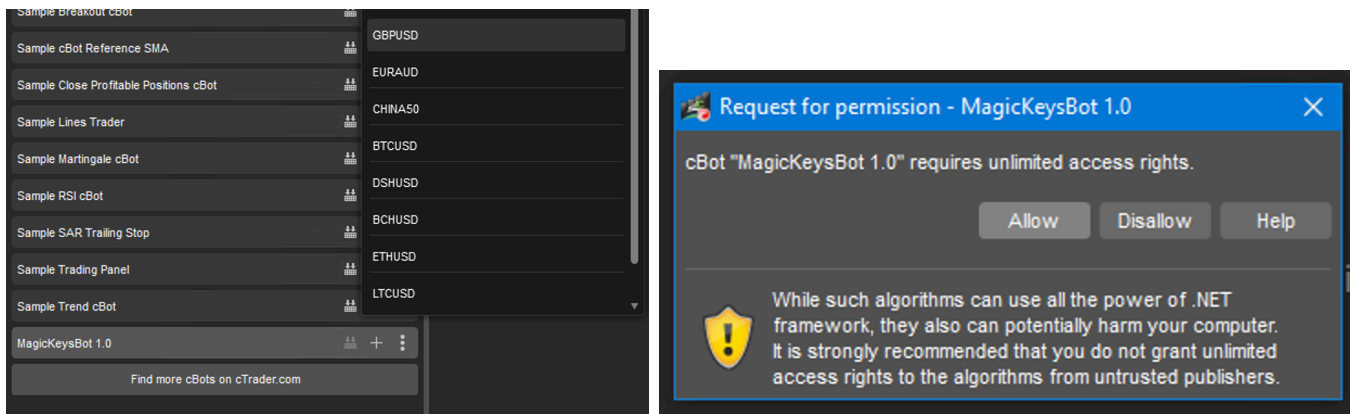 Sample Breakout cBot
Sample cBot Reference SMA
Sample Close Profitable Positions cBot
Sample Lines Trader
Sample Martingale cBot
Sample RSI cBot
Sample SAR Trailing Stop
Sample Trading Panel
Sample Trend cBot
MagicKeysBot 1.0
Find more cBots on cTrader.com
GBPUSD
EURAUD
CHINA50
BTCUSD
DSHUSD
BCHUSD
ETHUSD
LTCUSD
Request for permission - MagicKeysBot 1.0
cBot "MagicKeysBot 1.0" requires unlimited access rights.
Allow
Disallow
Help
While such algorithms can use all the power of .NET
framework, they also can potentially harm your computer.
It is strongly recommended that you do not grant unlimited
access rights to the algorithms from untrusted publishers.